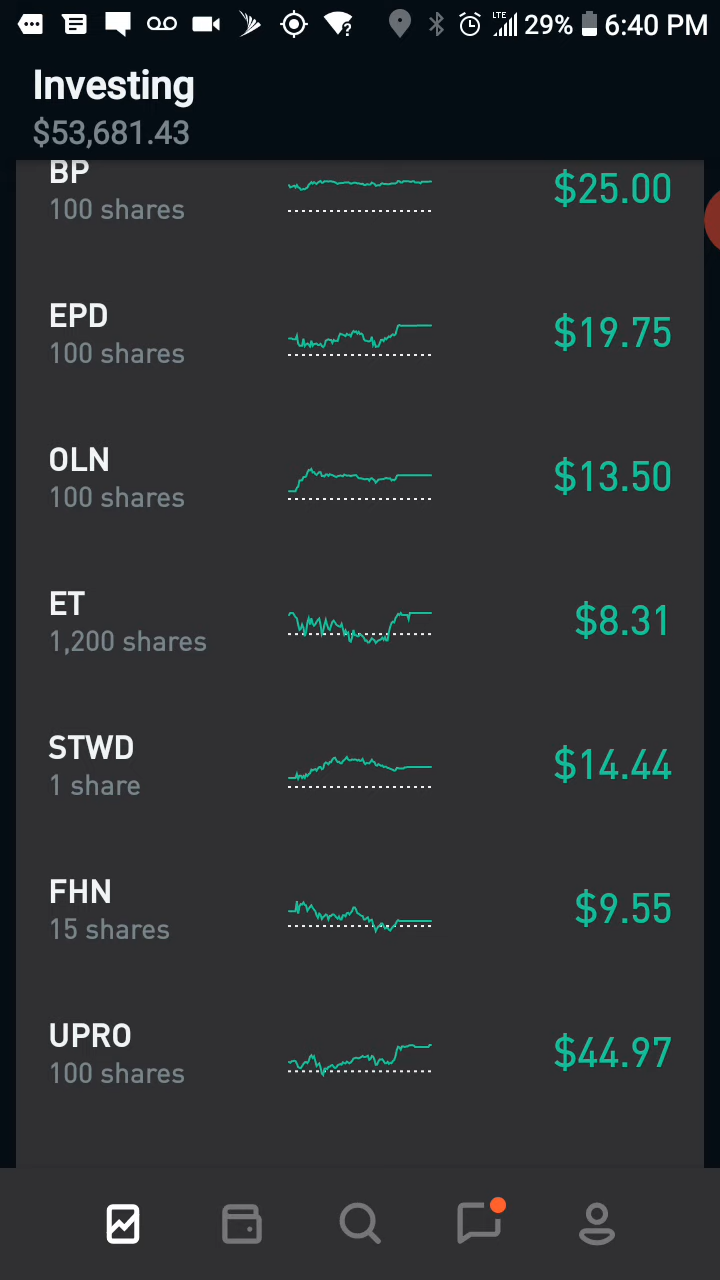 LTE 29% 6:40 PM
Investing
$53,681.43
BP
100 shares
$25.00
EPD
100 shares
$19.75
OLN
100 shares
$13.50
ET
1,200 shares
$8.31
STWD
1 share
$14.44
FHN
15 shares
$9.55
UPRO
100 shares
$44.97